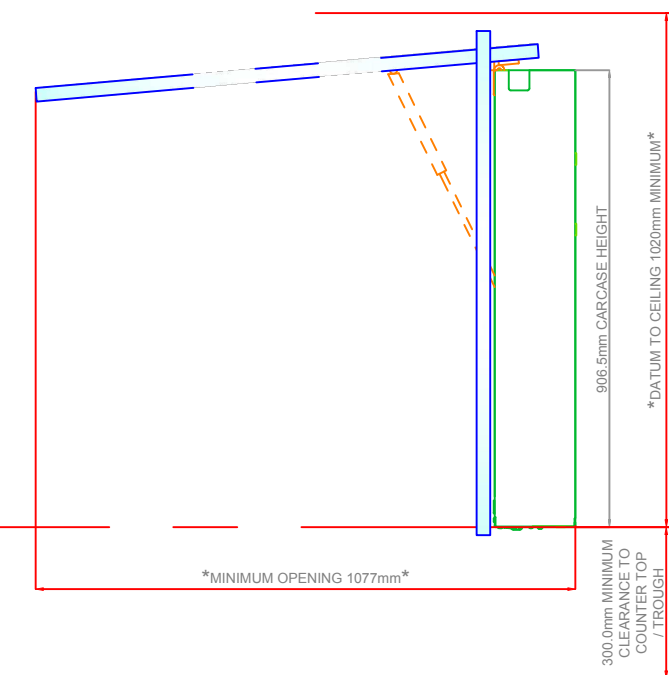 *DATUM TO CEILING 1020mm MINIMUM*
906.5mm CARCASE HEIGHT
*MINIMUM OPENING 1077mm*
300.0mm MINIMUM
CLEARANCE TO
COUNTER TOP
/ TROUGH